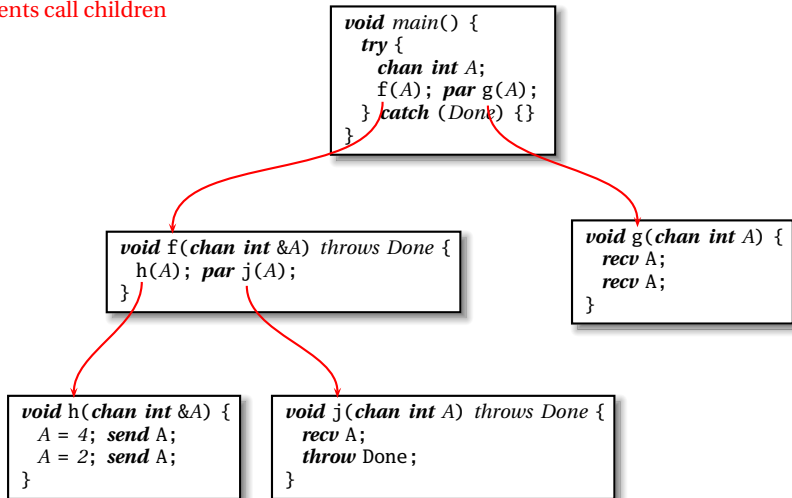 ents call children
void main() {
try {
chan int A;
f(A); par g(A);
} catch (Done) {}
}
void f(chan int &A) throws Done {
h(A); par j(A);
}
void g(chan int A) {
recv A;
recv A;
}
void h(chan int &A) {
A = 4; send A;
A = 2; send A;
}
void j(chan int A) throws Done {
recv A;
throw Done;
}